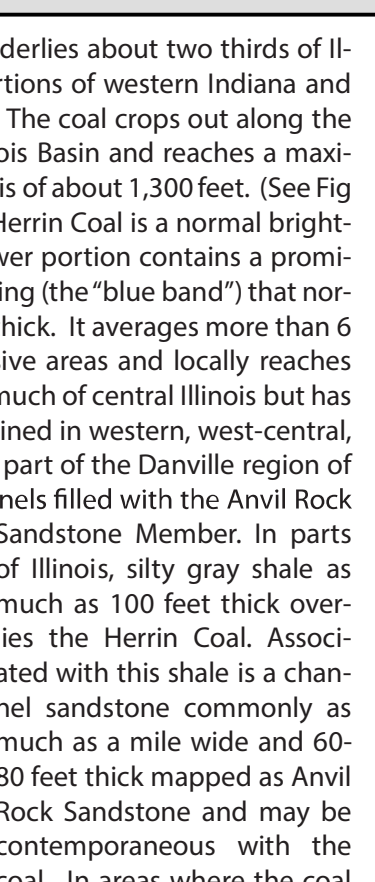 derlies about two thirds of Il-
rtions of western Indiana and
The coal crops out along the
ois Basin and reaches a maxi-
is of about 1,300 feet. (See Fig
Herrin Coal is a normal bright-
wer portion contains a promi-
ing (the “blue band”) that nor-
hick. It averages more than 6
sive areas and locally reaches
much of central Illinois but has
ined in western, west-central,
part of the Danville region of
nels filled with the Anvil Rock
Sandstone Member. In parts
of Illinois, silty gray shale as
much as 100 feet thick over-
lies the Herrin Coal. Associ-
ated with this shale is a chan-
nel sandstone commonly as
much as a mile wide and 60-
80 feet thick mapped as Anvil
Rock Sandstone and may be
contemporaneous with the
coal. In areas where the coal